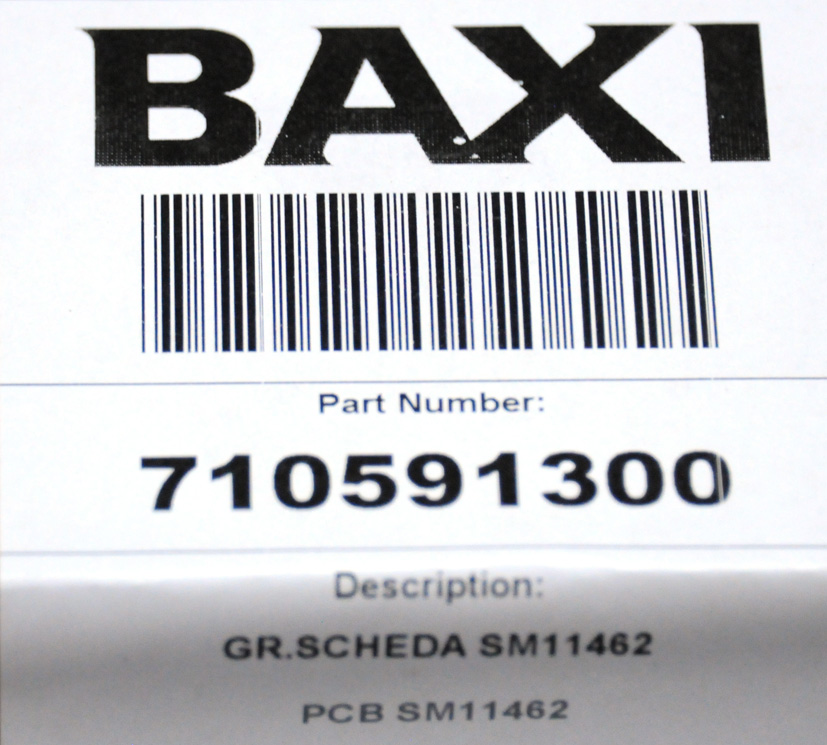 BAXI
Part Number:
710591300
Description:
GR.SCHEDA SM11462
PCB SM11462